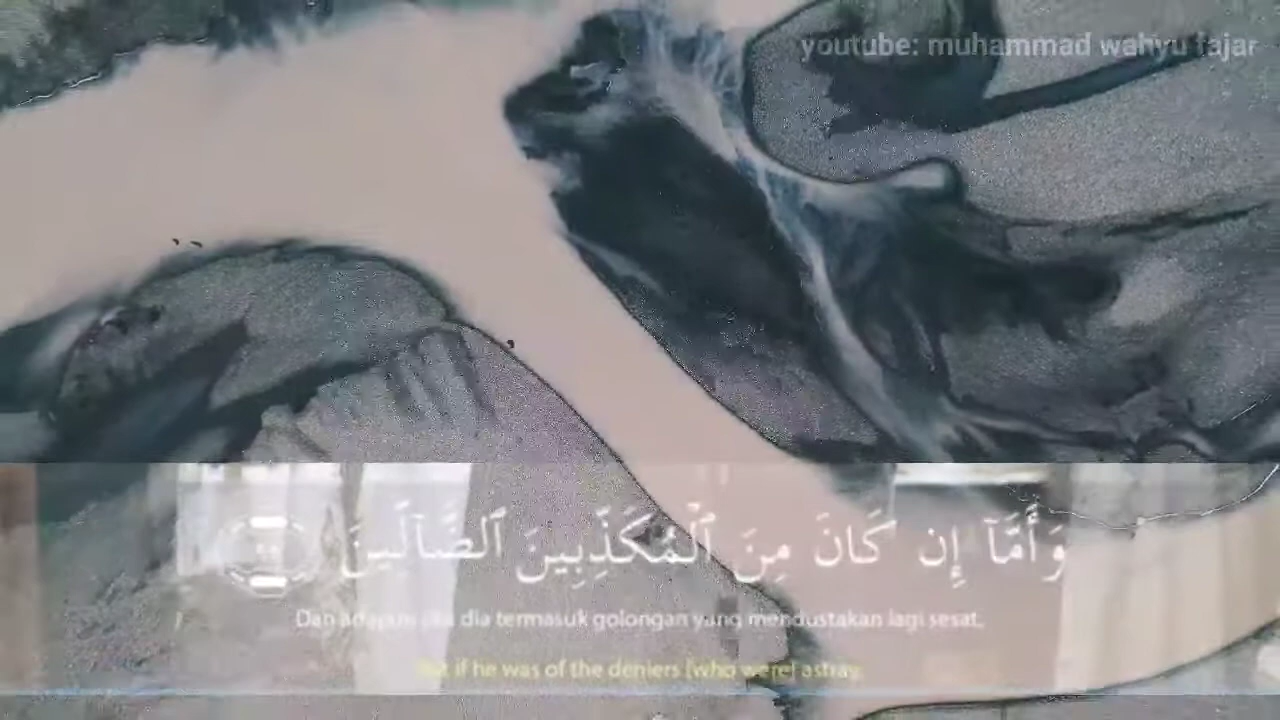 youtube: muhammad wahyu fajar
وَأَمَّآ إِن كَانَ مِنَ ٱلْمُكَذِّبِينَ ٱلضَّآلِّينَ
Dan adapun jika dia termasuk golongan yang mendustakan lagi sesat,
But if he was of the deniers [who were] astray,